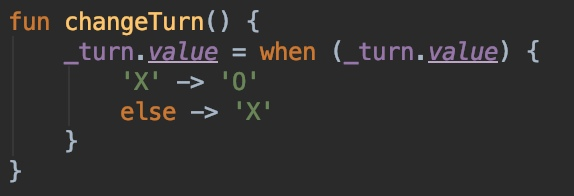 fun changeTurn() {
    _turn.value = when (_turn.value) {
        'X' -> 'O'
        else -> 'X'
    }
}